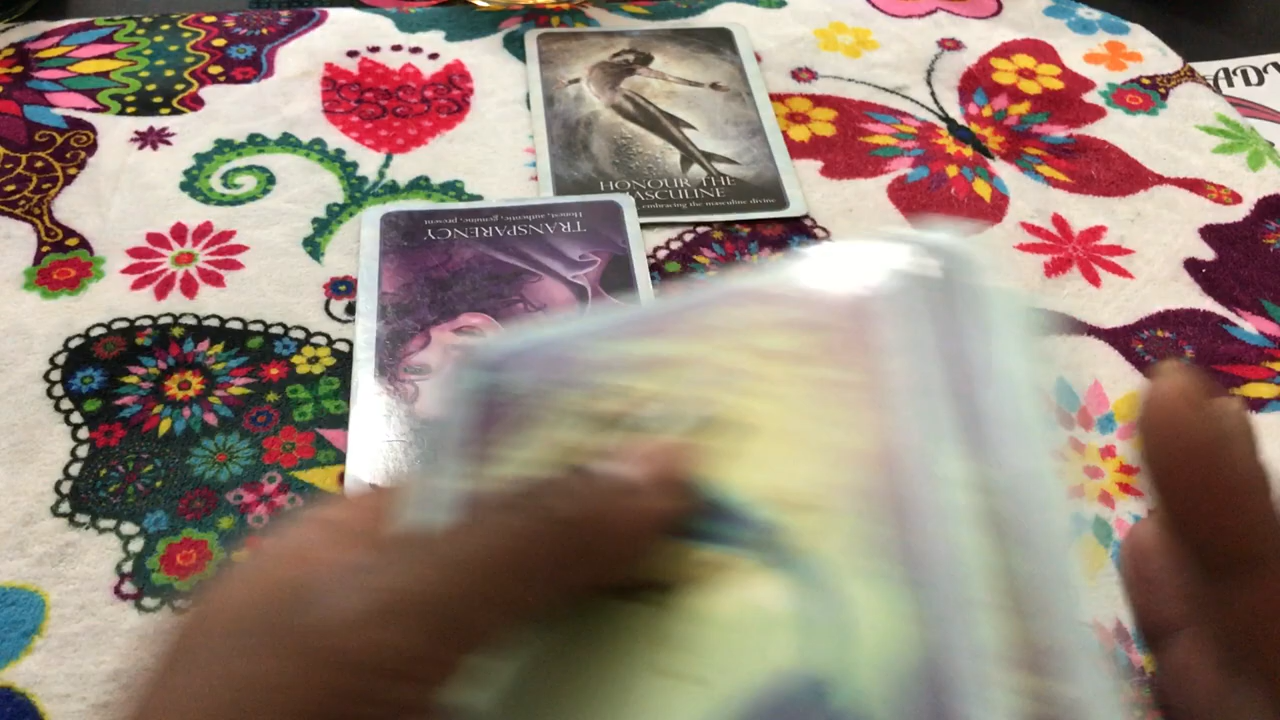 HONOUR THE
MASCULINE
embracing the masculine divine
TRANSPARENCY
Honest, authentic, genuine, present